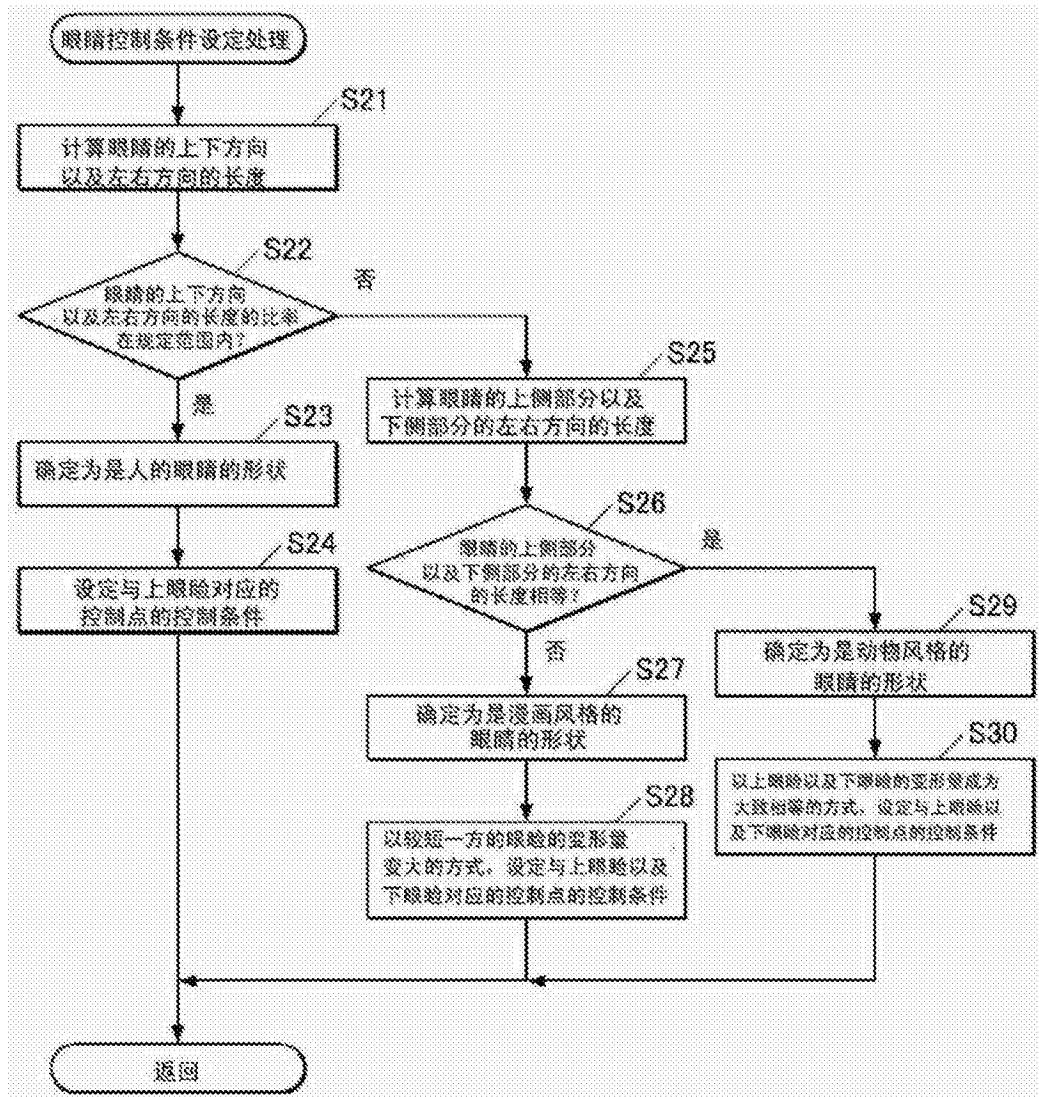 眼睛控制条件设定处理
S21
计算眼睛的上下方向
以及左右方向的长度
S22
眼睛的上下方向
以及左右方向的长度的比率
在规定范围内?
否
是
S23
确定为是人的眼睛的形状
S24
设定与上眼睑对应的
控制点的控制条件
S25
计算眼睛的上侧部分以及
下侧部分的左右方向的长度
S26
眼睛的上侧部分
以及下侧部分的左右方向
的长度相等?
是
否
S27
确定为是漫画风格的
眼睛的形状
S28
以较短一方的眼睑的变形量
变大的方式，设定与上眼睑以及
下眼睑对应的控制点的控制条件
S29
确定为是动物风格的
眼睛的形状
S30
以上眼睑以及下眼睑的变形量成为
大致相等的方式，设定与上眼睑以
及下眼睑对应的控制点的控制条件
返回